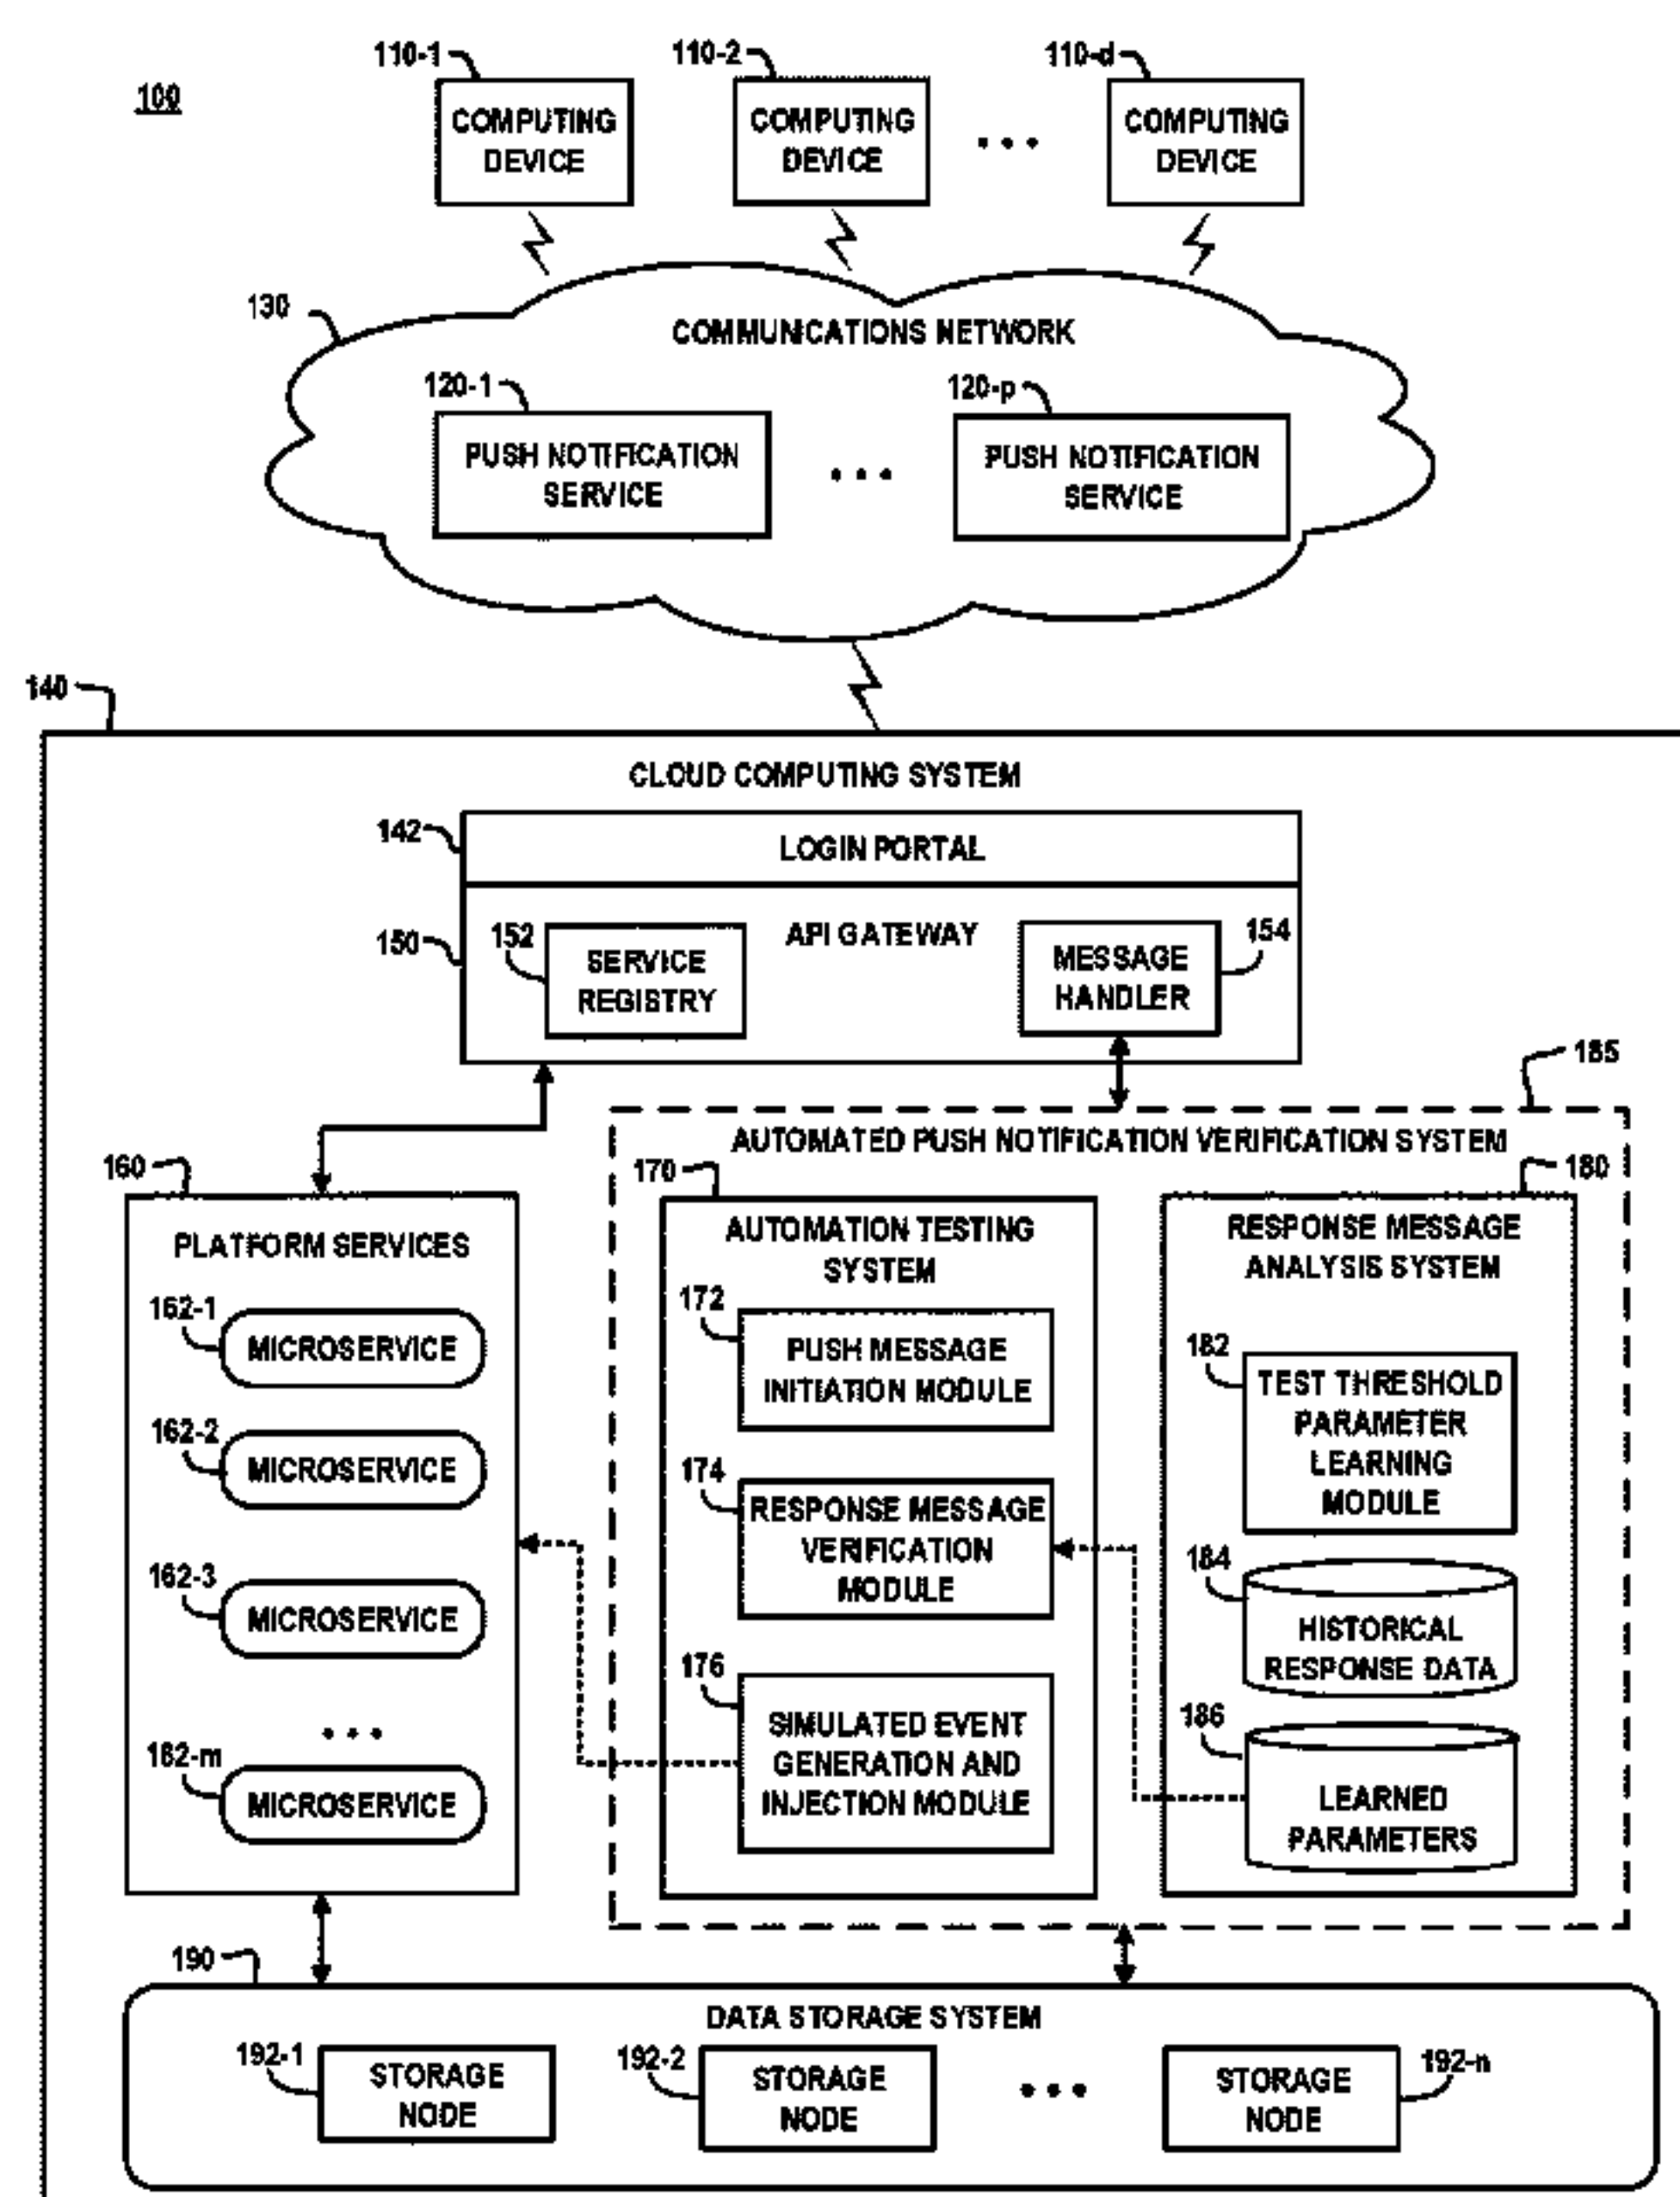 100
110-1
110-2
110-d
COMPUTING
DEVICE
COMPUTING
DEVICE
COMPUTING
DEVICE
130
COMMUNICATIONS NETWORK
120-1
120-p
PUSH NOTIFICATION
SERVICE
PUSH NOTIFICATION
SERVICE
140
CLOUD COMPUTING SYSTEM
142
LOGIN PORTAL
150
152
SERVICE
REGISTRY
API GATEWAY
MESSAGE
HANDLER
154
185
AUTOMATED PUSH NOTIFICATION VERIFICATION SYSTEM
160
PLATFORM SERVICES
162-1
MICROSERVICE
162-2
MICROSERVICE
162-3
MICROSERVICE
162-m
MICROSERVICE
170
AUTOMATION TESTING
SYSTEM
172
PUSH MESSAGE
INITIATION MODULE
174
RESPONSE MESSAGE
VERIFICATION
MODULE
176
SIMULATED EVENT
GENERATION AND
INJECTION MODULE
180
RESPONSE MESSAGE
ANALYSIS SYSTEM
182
TEST THRESHOLD
PARAMETER
LEARNING
MODULE
184
HISTORICAL
RESPONSE DATA
186
LEARNED
PARAMETERS
190
DATA STORAGE SYSTEM
192-1
STORAGE
NODE
192-2
STORAGE
NODE
STORAGE
NODE
192-n